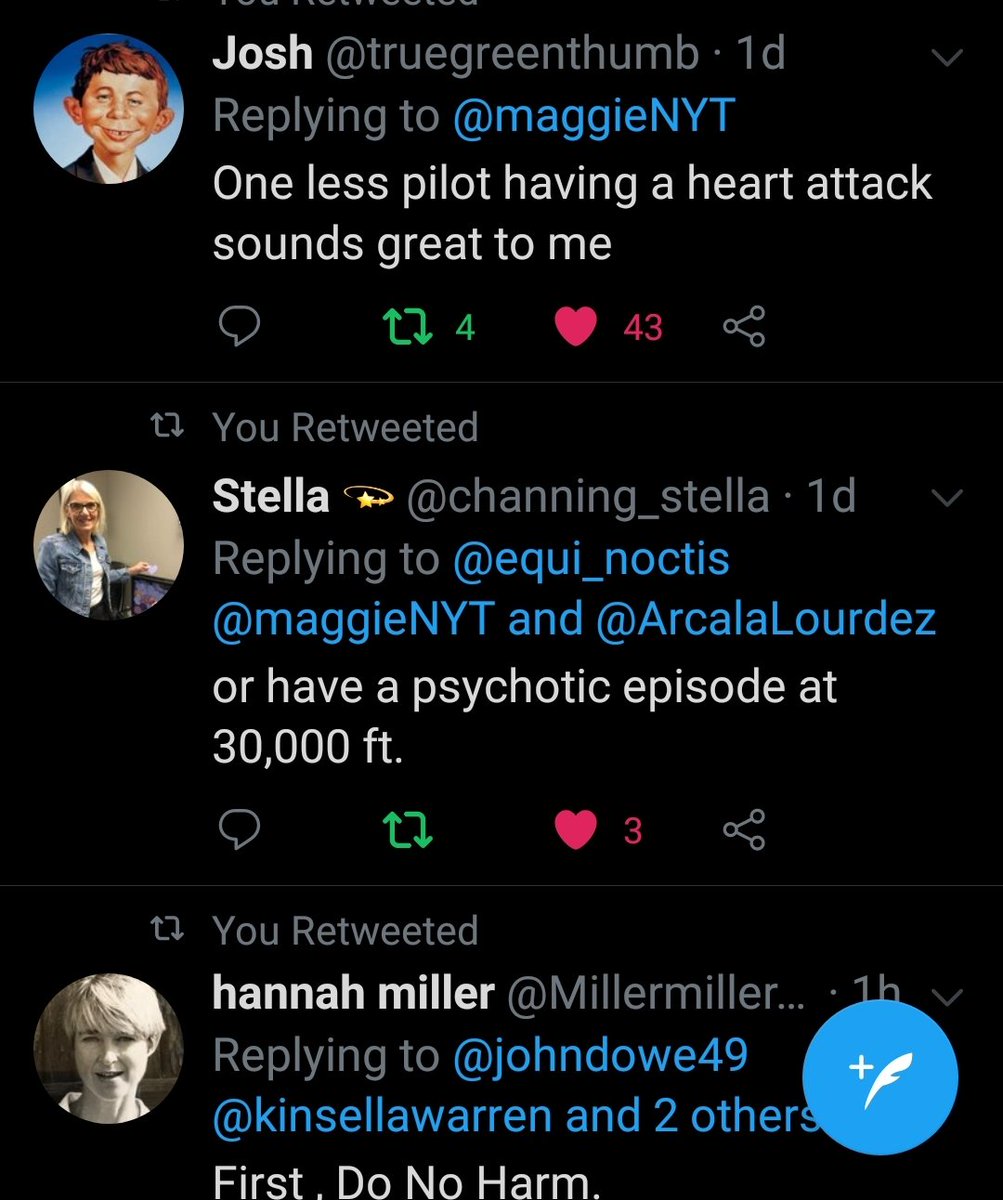 You Retweeted
Josh @truegreenthumb · 1d
Replying to @maggieNYT
One less pilot having a heart attack
sounds great to me
4 43
You Retweeted
Stella 💫 @channing_stella · 1d
Replying to @equi_noctis
@maggieNYT and @ArcalaLourdez
or have a psychotic episode at
30,000 ft.
3
You Retweeted
hannah miller @Millermiller... · 1h
Replying to @johndowe49
@kinsellawarren and 2 others
First , Do No Harm.